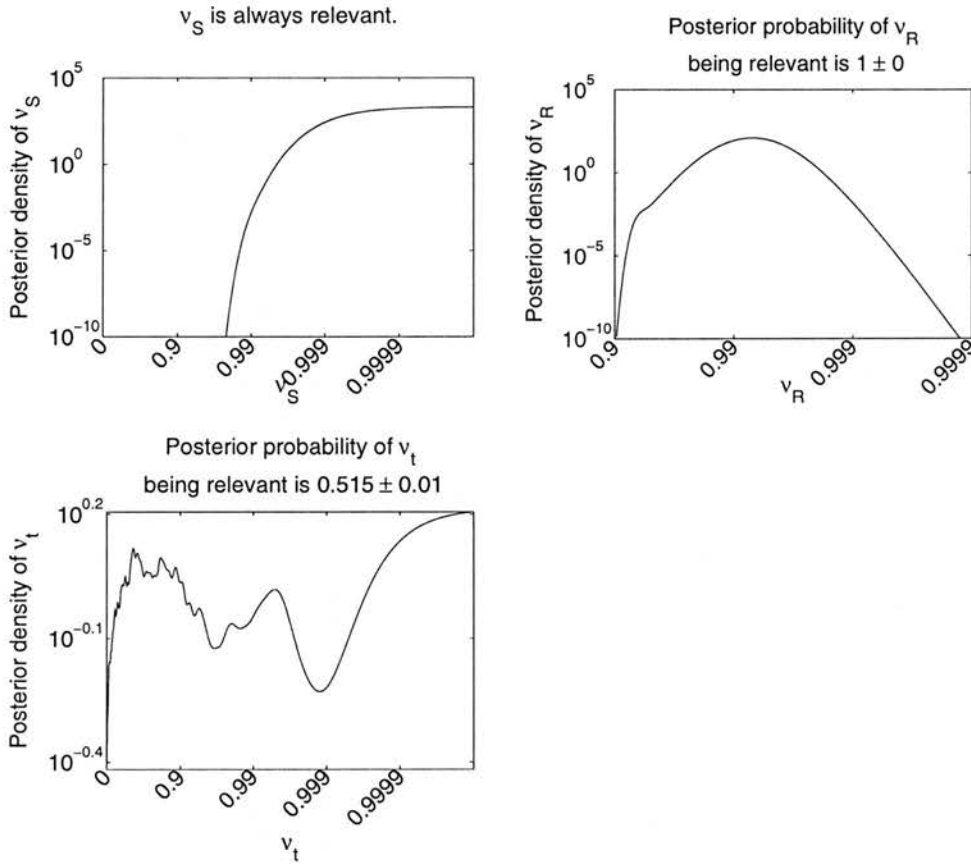 ν_S is always relevant.
Posterior density of ν_S
10^5
10^0
10^−5
10^−10
0
0.9
0.99
0.999
0.9999
ν_S
Posterior probability of ν_R
being relevant is 1 ± 0
Posterior density of ν_R
10^5
10^0
10^−5
10^−10
0.9
0.99
0.999
0.9999
ν_R
Posterior probability of ν_t
being relevant is 0.515 ± 0.01
Posterior density of ν_t
10^0.2
10^−0.1
10^−0.4
0
0.9
0.99
0.999
0.9999
ν_t